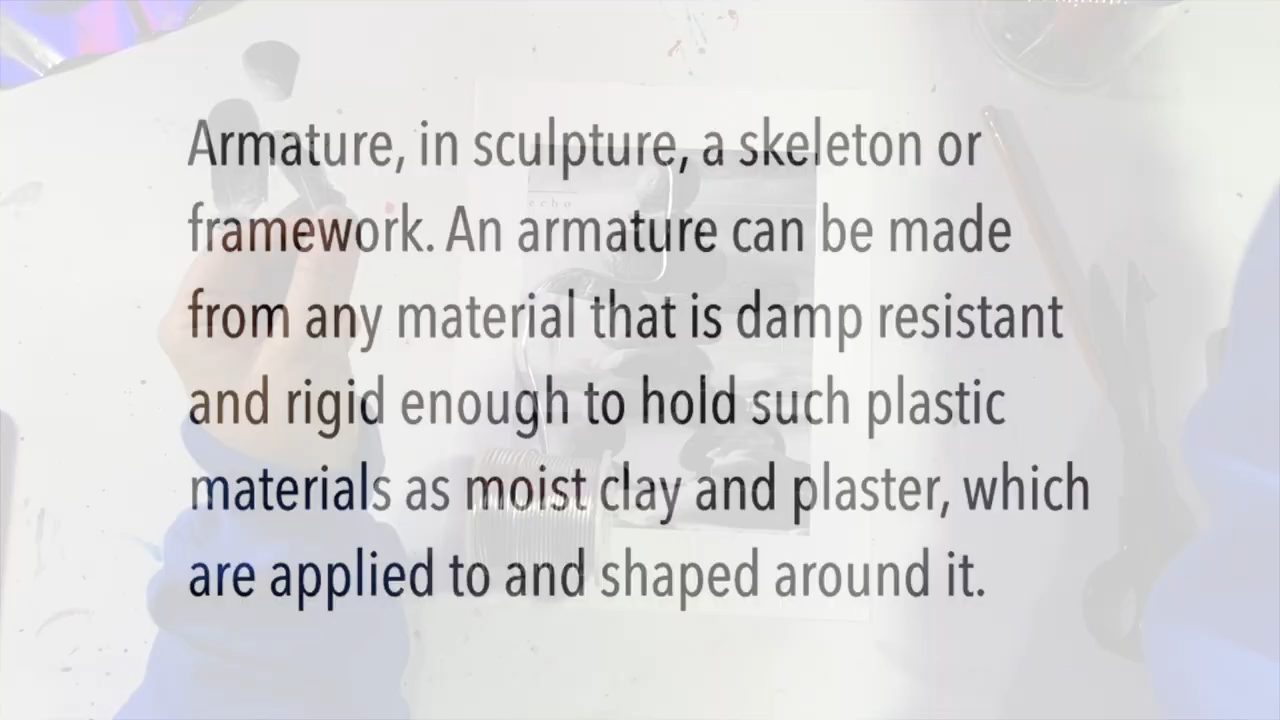 Armature, in sculpture, a skeleton or
framework. An armature can be made
from any material that is damp resistant
and rigid enough to hold such plastic
materials as moist clay and plaster, which
are applied to and shaped around it.
echo